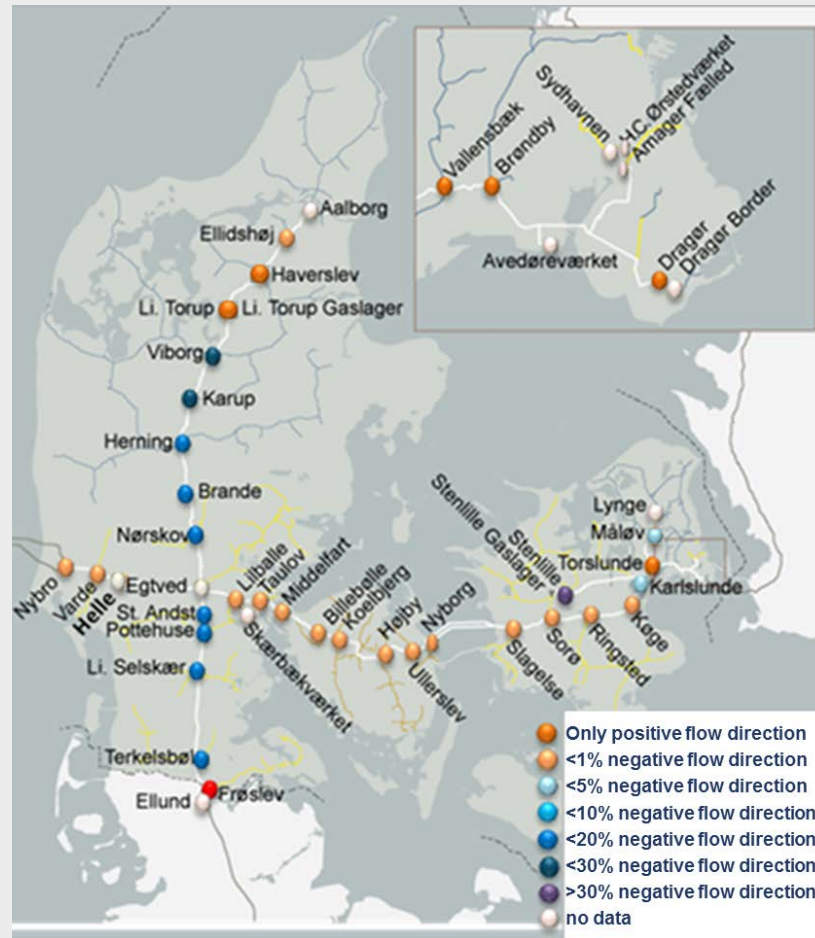 Vallensbæk
Brøndby
Sydhavnen
H.C. Ørstedværket
Amager Fælled
Avedøreværket
Dragør
Dragør Border
Aalborg
Ellidshøj
Haverslev
Li. Torup
Li. Torup Gaslager
Viborg
Karup
Herning
Brande
Nørskov
Nybro
Varde
Helle
Egtved
Lilballe
Taulov
Middelfart
Skærbækværket
St. Andst
Pottehuse
Li. Selskær
Terkelsbøl
Frøslev
Ellund
Billebølle
Koelbjerg
Højby
Ullerslev
Nyborg
Stenlille Gaslager
Stenlille
Slagelse
Sorø
Ringsted
Køge
Lynge
Måløv
Torslunde
Karlslunde
Only positive flow direction
<1% negative flow direction
<5% negative flow direction
<10% negative flow direction
<20% negative flow direction
<30% negative flow direction
>30% negative flow direction
no data